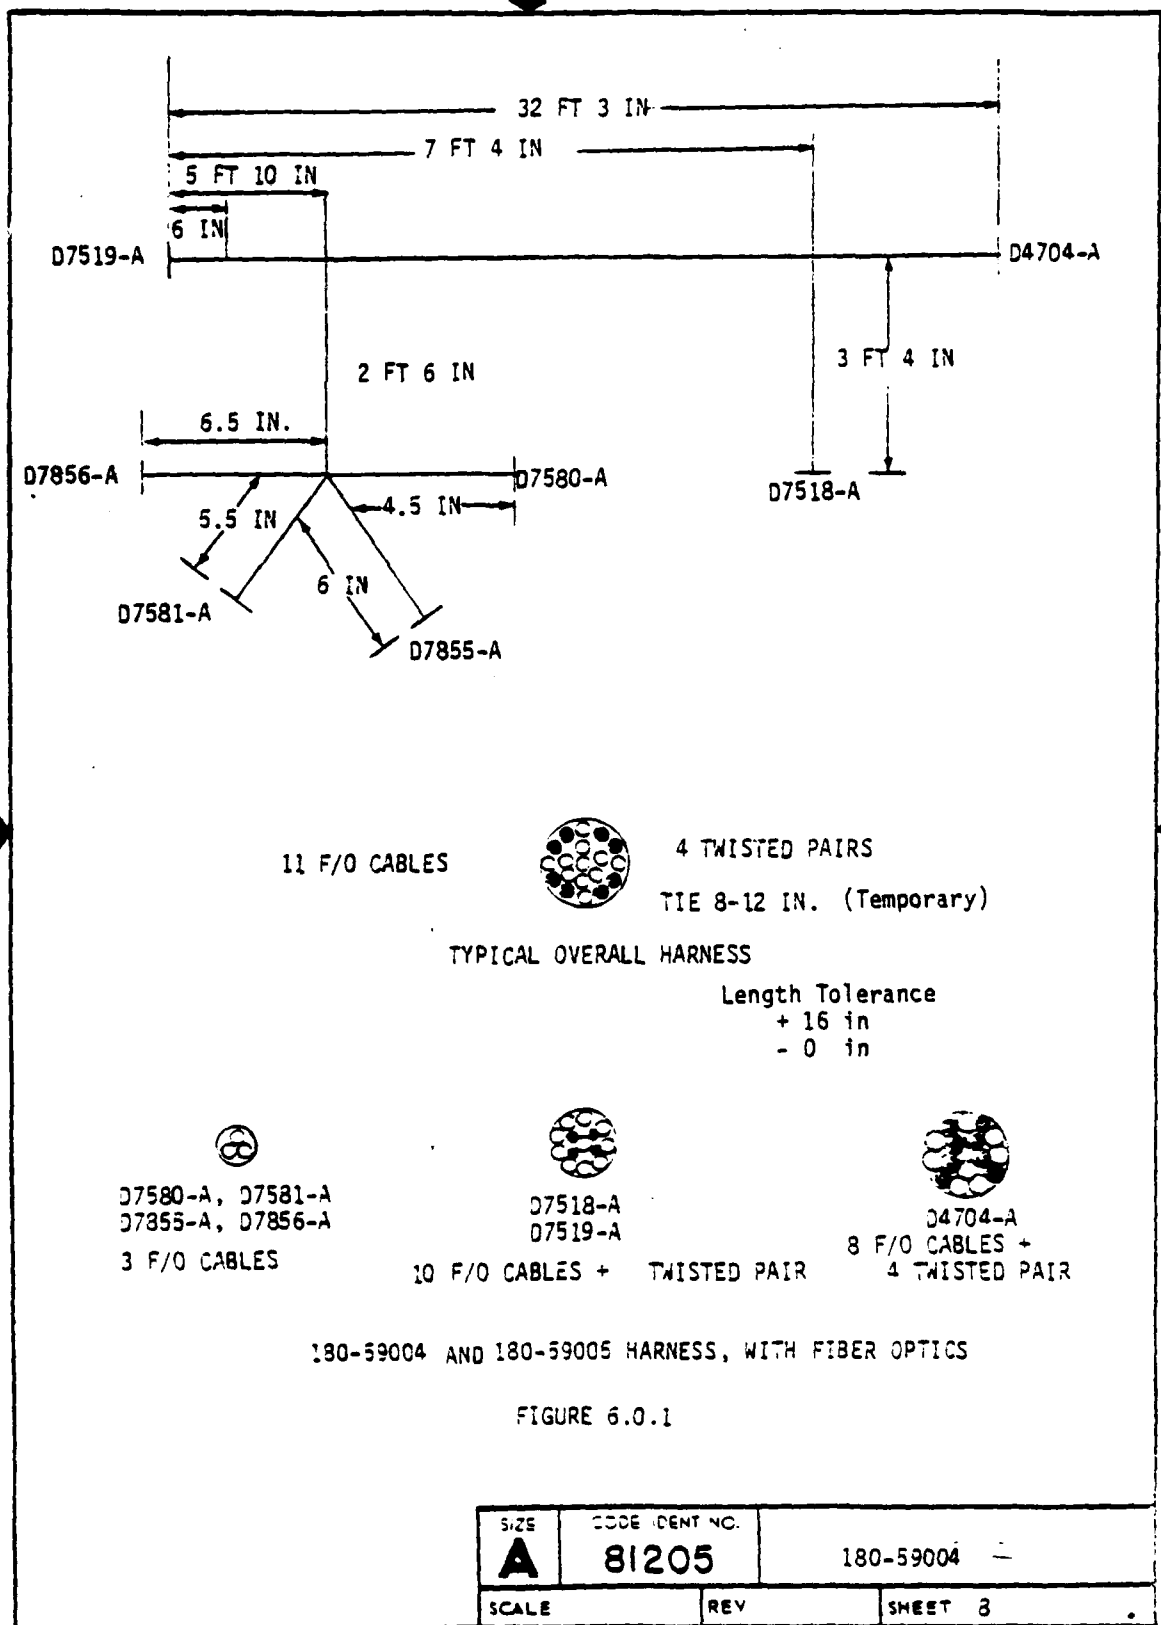 32 FT 3 IN
7 FT 4 IN
5 FT 10 IN
6 IN
D7519-A
D4704-A
3 FT 4 IN
2 FT 6 IN
6.5 IN.
D7856-A
D7580-A
D7518-A
4.5 IN
5.5 IN
6 IN
D7581-A
D7855-A
11 F/O CABLES
4 TWISTED PAIRS
TIE 8-12 IN. (Temporary)
TYPICAL OVERALL HARNESS
Length Tolerance
+ 16 in
- 0 in
D7580-A, D7581-A
D7855-A, D7856-A
3 F/O CABLES
D7518-A
D7519-A
10 F/O CABLES + TWISTED PAIR
D4704-A
8 F/O CABLES +
4 TWISTED PAIR
180-59004 AND 180-59005 HARNESS, WITH FIBER OPTICS
FIGURE 6.0.1
SIZE
A
CODE IDENT NO.
81205
180-59004
SCALE
REV
SHEET 8